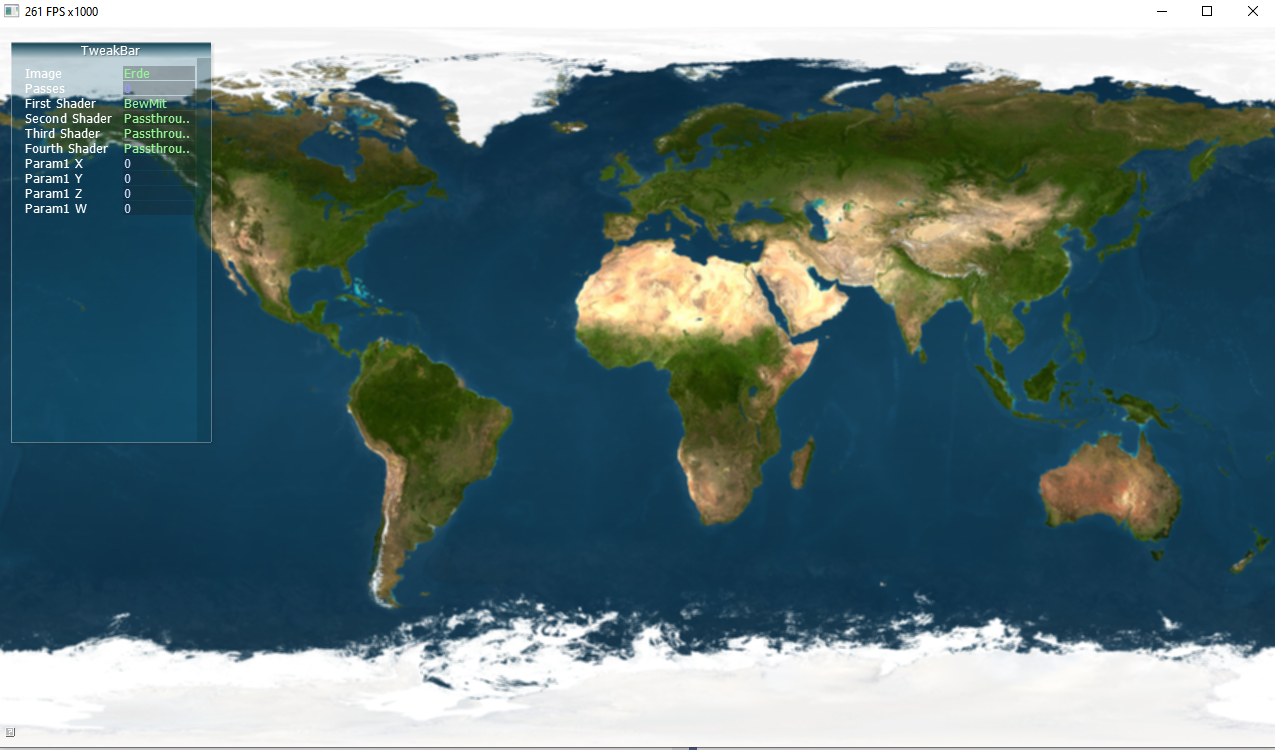 261 FPS x1000
TweakBar
Image Erde
Passes
First Shader BewMit
Second Shader Passthrou..
Third Shader Passthrou..
Fourth Shader Passthrou..
Param1 X 0
Param1 Y 0
Param1 Z 0
Param1 W 0